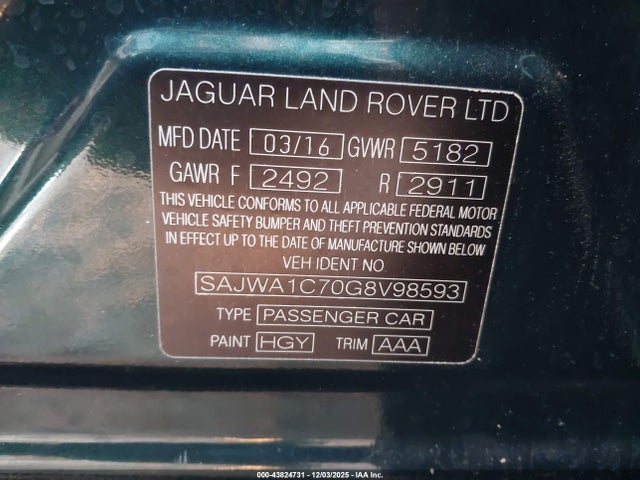 JAGUAR LAND ROVER LTD
MFD DATE 03/16 GVWR 5182
GAWR F 2492 R 2911
THIS VEHICLE CONFORMS TO ALL APPLICABLE FEDERAL MOTOR
VEHICLE SAFETY BUMPER AND THEFT PREVENTION STANDARDS
IN EFFECT UP TO THE DATE OF MANUFACTURE SHOWN BELOW
VEH IDENT NO
SAJWA1C70G8V98593
TYPE PASSENGER CAR
PAINT HGY TRIM AAA
000-43824731 - 12/03/2025 - IAA Inc.